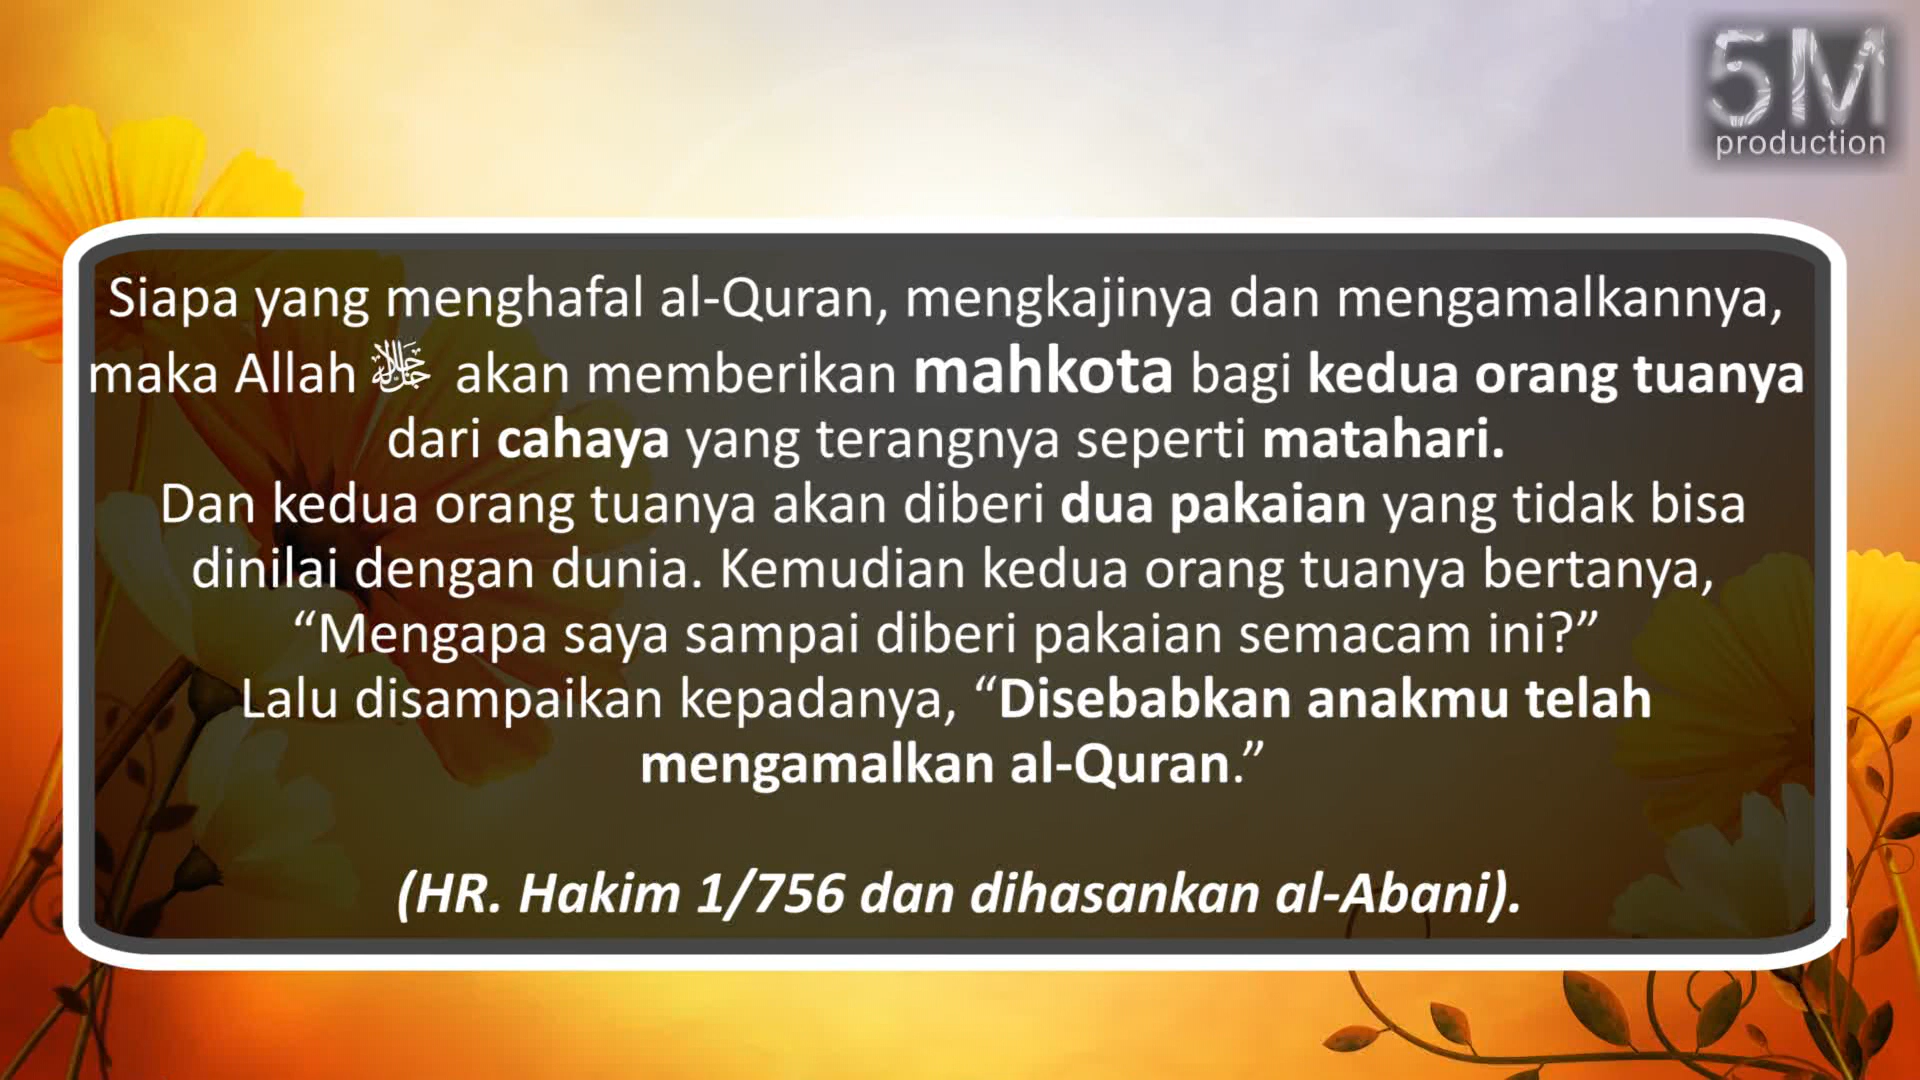 5M
production
Siapa yang menghafal al-Quran, mengkajinya dan mengamalkannya,
maka Allah ﷻ akan memberikan mahkota bagi kedua orang tuanya
dari cahaya yang terangnya seperti matahari.
Dan kedua orang tuanya akan diberi dua pakaian yang tidak bisa
dinilai dengan dunia. Kemudian kedua orang tuanya bertanya,
“Mengapa saya sampai diberi pakaian semacam ini?”
Lalu disampaikan kepadanya, “Disebabkan anakmu telah
mengamalkan al-Quran.”
(HR. Hakim 1/756 dan dihasankan al-Abani).